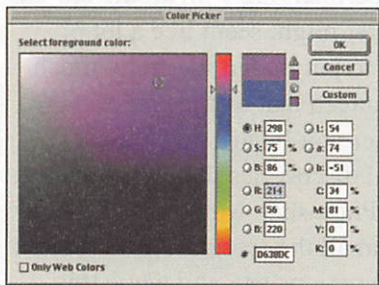 Color Picker
Select foreground color:
OK
Cancel
Custom
H: 298 °
S: 75 %
B: 86 %
R: 214
G: 56
B: 220
# D638DC
L: 54
a: 74
b: -51
C: 34 %
M: 81 %
Y: 0 %
K: 0 %
Only Web Colors